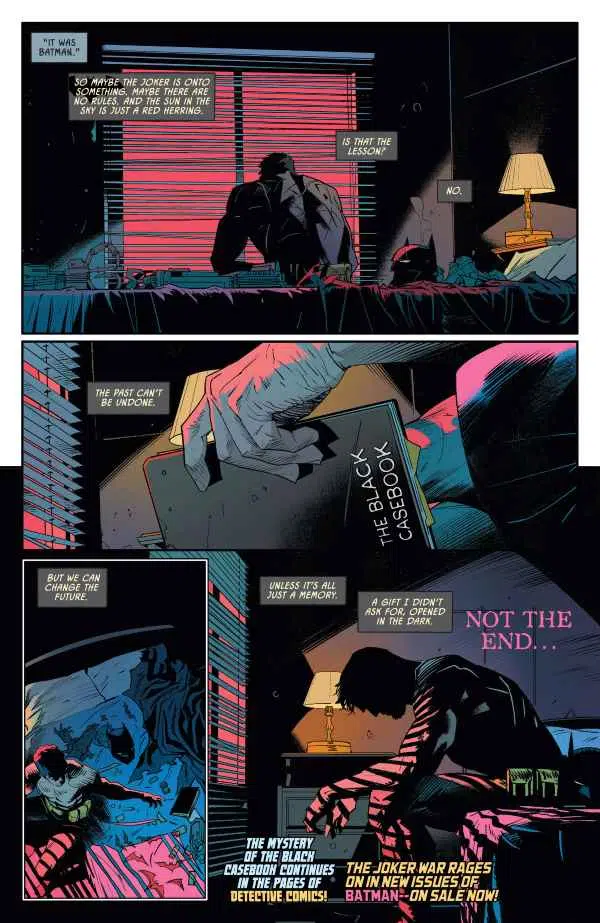 "IT WAS
BATMAN."
SO MAYBE THE JOKER IS ONTO
SOMETHING. MAYBE THERE
ARE NO RULES. AND THE SUN IN THE
SKY IS JUST A RED HERRING.
IS THAT THE
LESSON?
NO.
THE PAST CAN'T
BE UNDONE.
THE BLACK
CASEBOOK
BUT WE CAN
CHANGE THE
FUTURE.
UNLESS IT'S ALL
JUST A MEMORY.
A GIFT I DIDN'T
ASK FOR, OPENED
IN THE DARK.
NOT THE
END...
THE MYSTERY
OF THE BLACK
CASEBOOK CONTINUES
IN THE PAGES OF
DETECTIVE COMICS!
THE JOKER WAR RAGES
ON IN NEW ISSUES OF
BATMAN--ON SALE NOW!